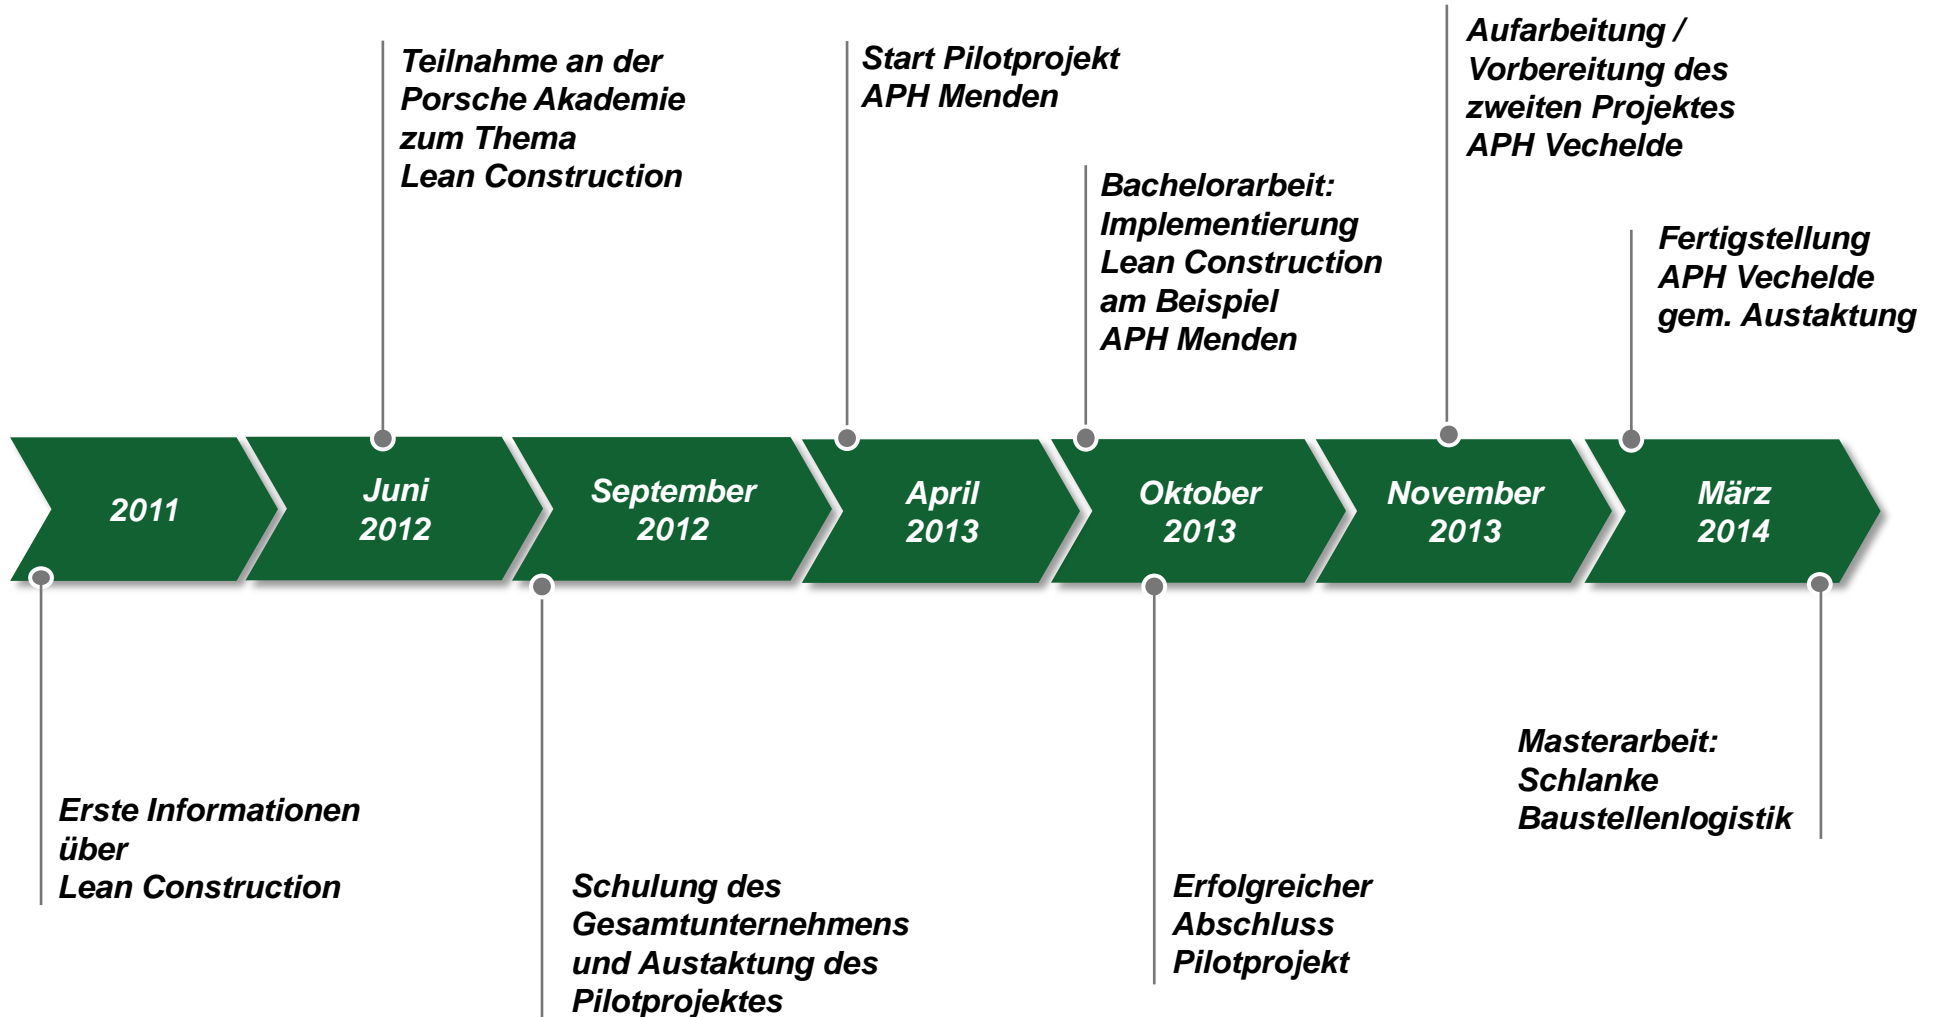 Teilnahme an der
Porsche Akademie
zum Thema
Lean Construction
Start Pilotprojekt
APH Menden
Bachelorarbeit:
Implementierung
Lean Construction
am Beispiel
APH Menden
Aufarbeitung /
Vorbereitung des
zweiten Projektes
APH Vechelde
Fertigstellung
APH Vechelde
gem. Austaktung
2011
Juni
2012
September
2012
April
2013
Oktober
2013
November
2013
März
2014
Erste Informationen
über
Lean Construction
Schulung des
Gesamtunternehmens
und Austaktung des
Pilotprojektes
Erfolgreicher
Abschluss
Pilotprojekt
Masterarbeit:
Schlanke
Baustellenlogistik